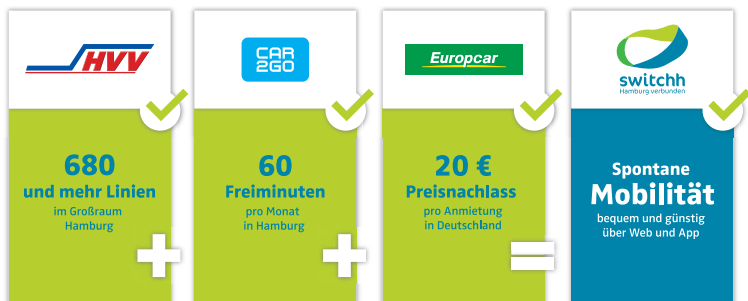 HVV
680
und mehr Linien
im Großraum
Hamburg
CAR
2GO
60
Freiminuten
pro Monat
in Hamburg
Europcar
20 €
Preisnachlass
pro Anmietung
in Deutschland
switchh
Hamburg verbunden
Spontane
Mobilität
bequem und günstig
über Web und App